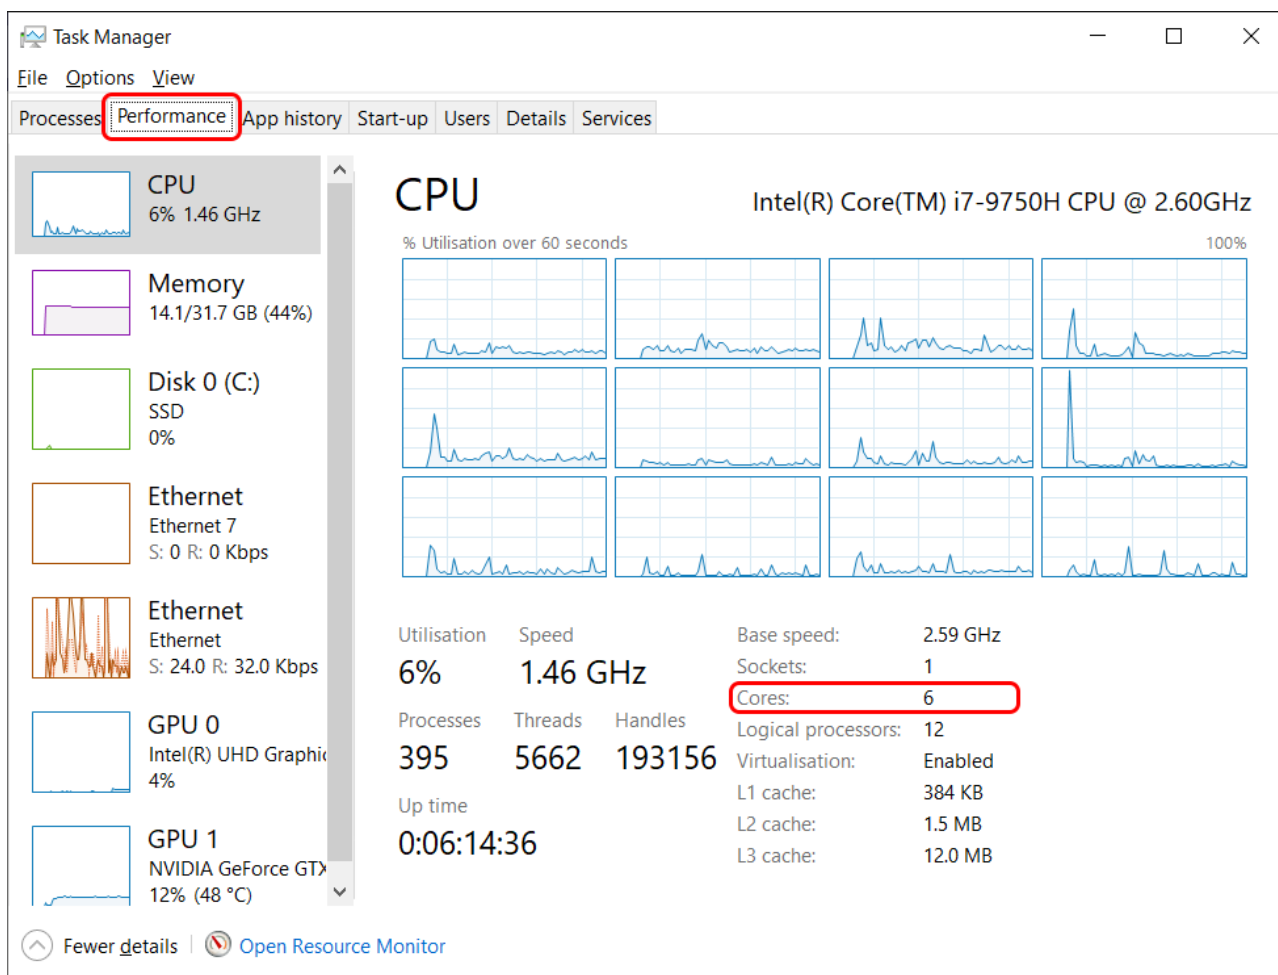 Task Manager
File Options View
Processes Performance App history Start-up Users Details Services
CPU
6% 1.46 GHz
Memory
14.1/31.7 GB (44%)
Disk 0 (C:)
SSD
0%
Ethernet
Ethernet 7
S: 0 R: 0 Kbps
Ethernet
Ethernet
S: 24.0 R: 32.0 Kbps
GPU 0
Intel(R) UHD Graphic
4%
GPU 1
NVIDIA GeForce GTX
12% (48 °C)
CPU
Intel(R) Core(TM) i7-9750H CPU @ 2.60GHz
% Utilisation over 60 seconds 100%
Utilisation Speed
6% 1.46 GHz
Processes Threads Handles
395 5662 193156
Up time
0:06:14:36
Base speed: 2.59 GHz
Sockets: 1
Cores: 6
Logical processors: 12
Virtualisation: Enabled
L1 cache: 384 KB
L2 cache: 1.5 MB
L3 cache: 12.0 MB
Fewer details Open Resource Monitor